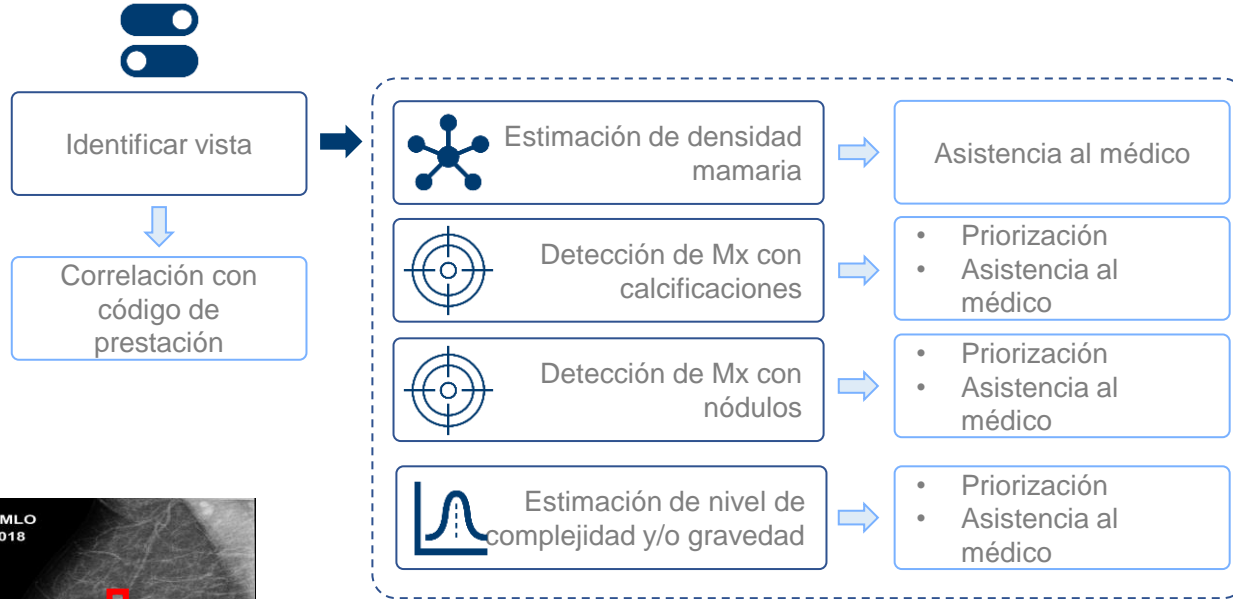 Identificar vista
Correlación con
código de
prestación
Estimación de densidad
mamaria
Asistencia al médico
Detección de Mx con
calcificaciones
• Priorización
• Asistencia al
médico
Detección de Mx con
nódulos
• Priorización
• Asistencia al
médico
Estimación de nivel de
complejidad y/o gravedad
• Priorización
• Asistencia al
médico
MLO
018